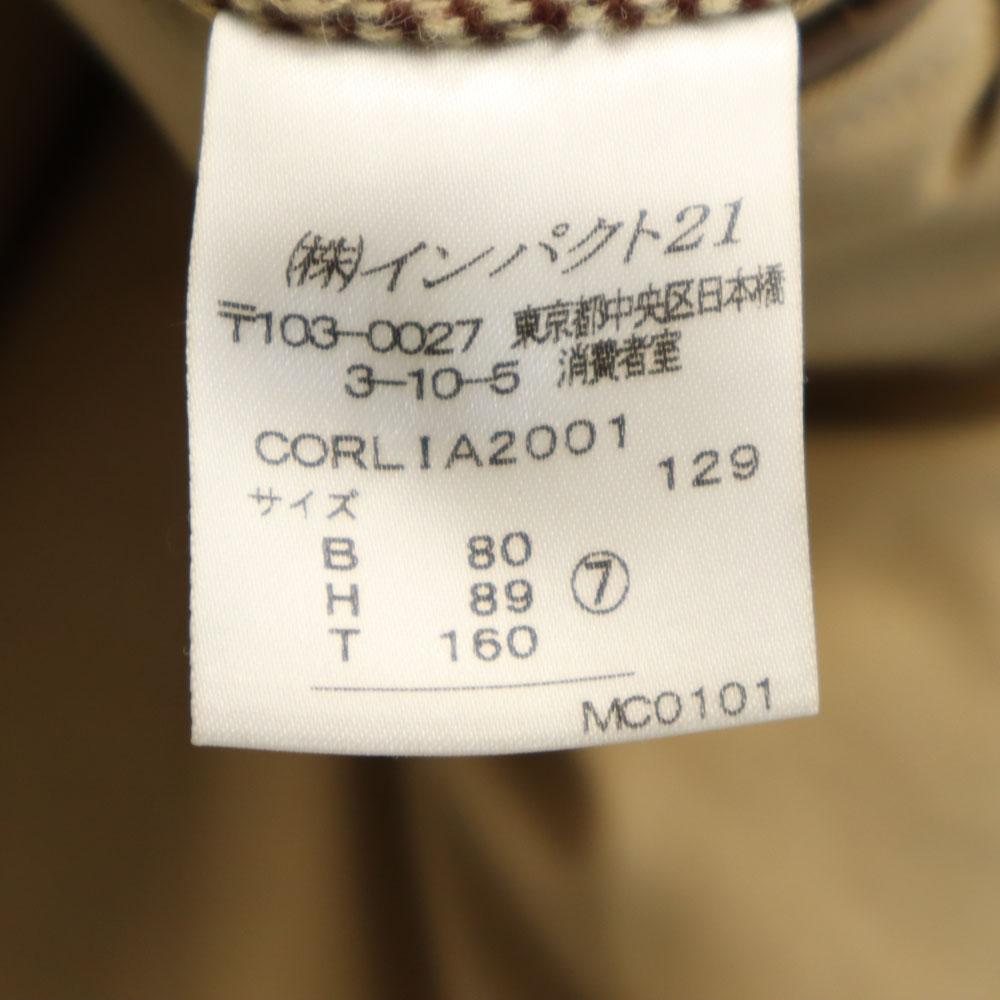 (株)インパクト21
〒103-0027 東京都中央区日本橋
3-10-5 消費者室
CORLIA2001 129
サイズ
B 80
H 89 ⑦
T 160
MC0101